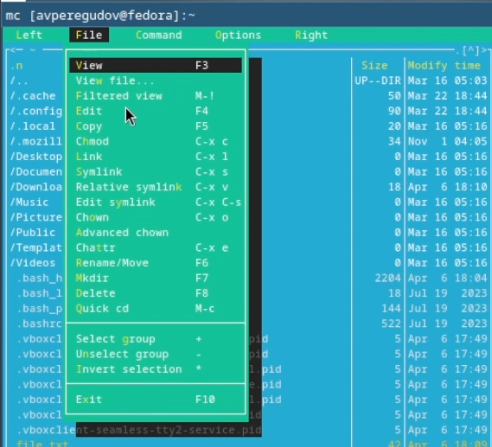 mc [avperegudov@fedora]:~
Left File Command Options Right
<— ~ .[^]>
.n Size Modify time
View F3
/.. View file... UP--DIR Mar 16 05:03
/.cache Filtered view M-! 50 Mar 22 18:44
/.config Edit F4 90 Mar 22 18:44
/.local Copy F5 20 Mar 16 05:16
/.mozill Chmod C-x c 34 Nov 1 04:05
/Desktop Link C-x l 0 Mar 16 05:16
/Documen Symlink C-x s 0 Mar 16 05:16
/Downloa Relative symlink C-x v 18 Apr 6 18:10
/Music Edit symlink C-x C-s 0 Mar 16 05:16
/Picture Chown C-x o 0 Mar 16 05:16
/Public Advanced chown 0 Mar 16 05:16
/Templat Chattr C-x e 0 Mar 16 05:16
/Videos Rename/Move F6 0 Mar 16 05:16
.bash_h Mkdir F7 2204 Apr 6 18:04
.bash_l Delete F8 18 Jul 19 2023
.bash_p Quick cd M-c 144 Jul 19 2023
.bashrc 522 Jul 19 2023
.vboxcl Select group + pid 5 Apr 6 17:49
.vboxcl Unselect group - 5 Apr 6 17:49
.vboxcl Invert selection * l.pid 5 Apr 6 17:49
.vboxcl .pid 5 Apr 6 17:49
.vboxcl Exit F10 l.pid 5 Apr 6 17:49
.vboxcl id 5 Apr 6 17:49
.vboxclient-seamless-tty2-service.pid 5 Apr 6 17:49
file.txt 42 Apr 6 18:09